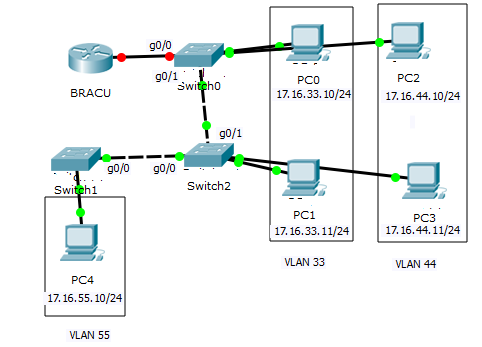 g0/0
BRACU
g0/1
Switch0
PC0
17.16.33.10/24
PC2
17.16.44.10/24
g0/1
Switch1
g0/0
g0/0
Switch2
PC1
17.16.33.11/24
PC3
17.16.44.11/24
PC4
17.16.55.10/24
VLAN 33
VLAN 44
VLAN 55